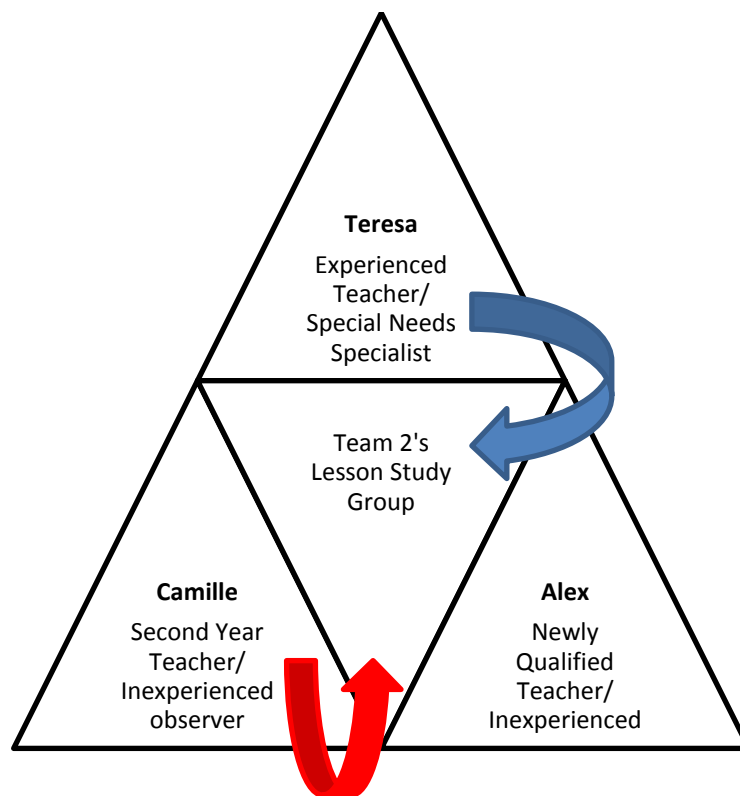 Teresa
Experienced
Teacher/
Special Needs
Specialist
Team 2's
Lesson Study
Group
Camille
Second Year
Teacher/
Inexperienced
observer
Alex
Newly
Qualified
Teacher/
Inexperienced